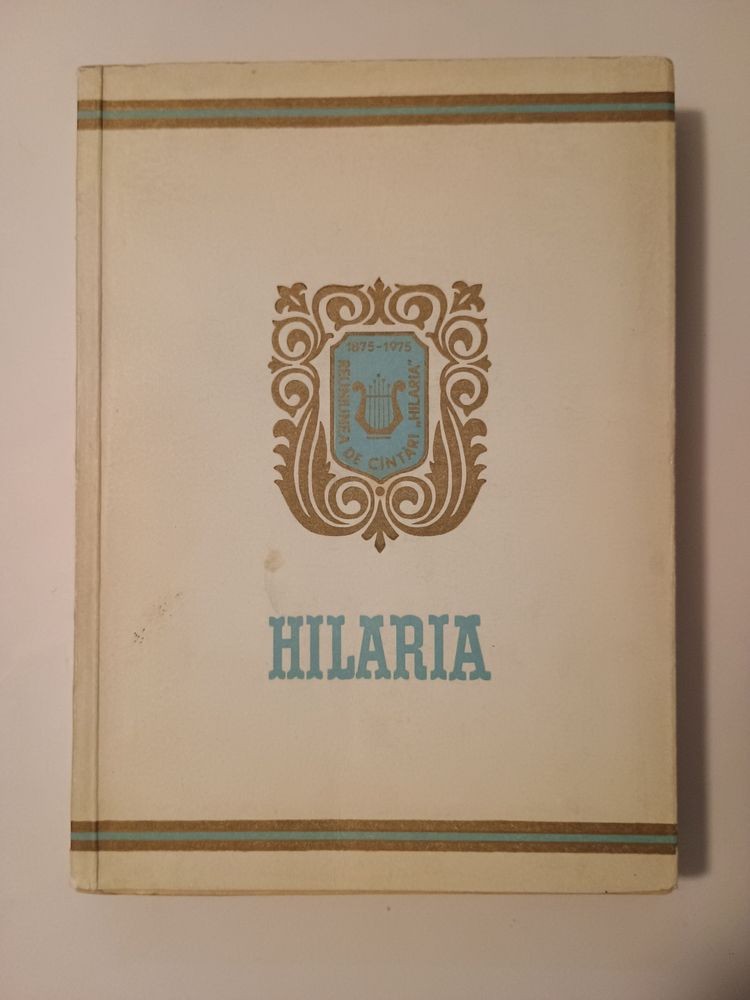 1875-1975
REUNIUNEA DE CÎNTĂRI „HILARIA”
HILARIA